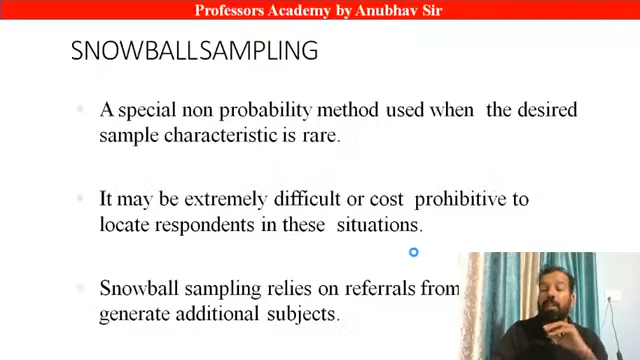 Professors Academy by Anubhav Sir
SNOWBALL SAMPLING
A special non probability method used when the desired
sample characteristic is rare.
It may be extremely difficult or cost prohibitive to
locate respondents in these situations.
Snowball sampling relies on referrals from
generate additional subjects.